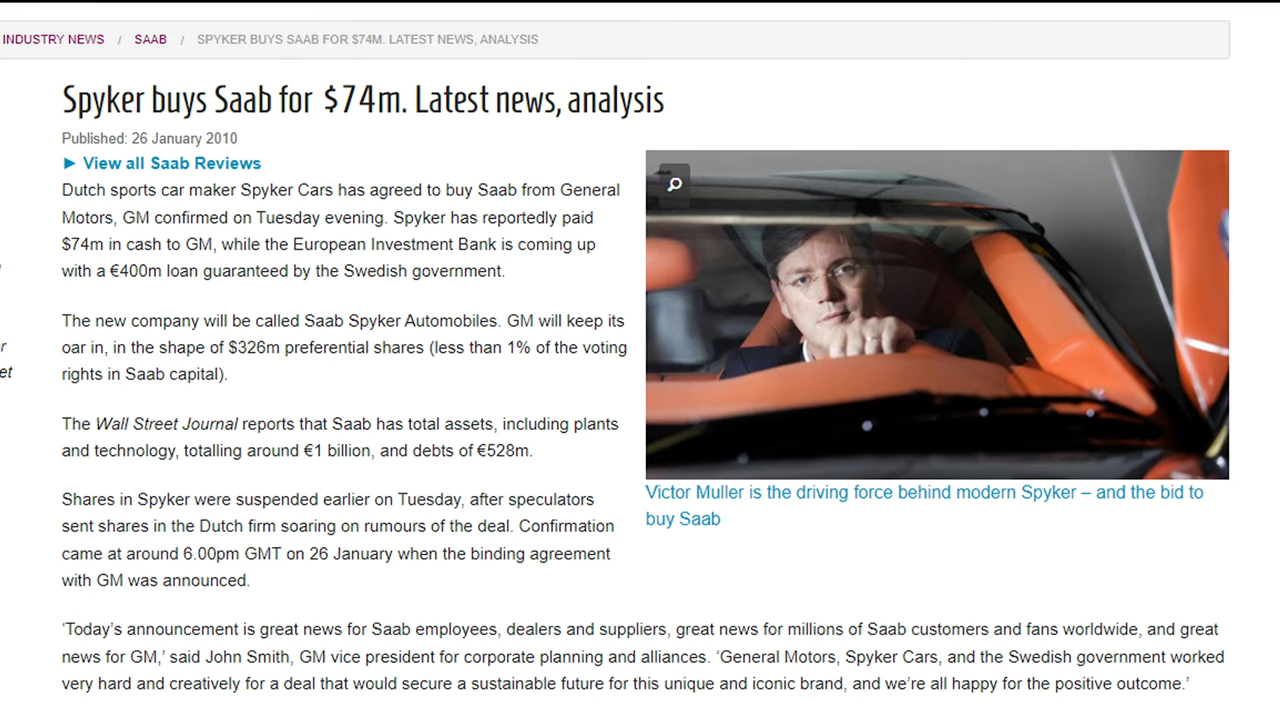 INDUSTRY NEWS / SAAB / SPYKER BUYS SAAB FOR $74M. LATEST NEWS, ANALYSIS
Spyker buys Saab for $74m. Latest news, analysis
Published: 26 January 2010
► View all Saab Reviews
Dutch sports car maker Spyker Cars has agreed to buy Saab from General
Motors, GM confirmed on Tuesday evening. Spyker has reportedly paid
$74m in cash to GM, while the European Investment Bank is coming up
with a €400m loan guaranteed by the Swedish government.
The new company will be called Saab Spyker Automobiles. GM will keep its
oar in, in the shape of $326m preferential shares (less than 1% of the voting
rights in Saab capital).
The Wall Street Journal reports that Saab has total assets, including plants
and technology, totalling around €1 billion, and debts of €528m.
Shares in Spyker were suspended earlier on Tuesday, after speculators
sent shares in the Dutch firm soaring on rumours of the deal. Confirmation
came at around 6.00pm GMT on 26 January when the binding agreement
with GM was announced.
Victor Muller is the driving force behind modern Spyker – and the bid to
buy Saab
‘Today’s announcement is great news for Saab employees, dealers and suppliers, great news for millions of Saab customers and fans worldwide, and great
news for GM,’ said John Smith, GM vice president for corporate planning and alliances. ‘General Motors, Spyker Cars, and the Swedish government worked
very hard and creatively for a deal that would secure a sustainable future for this unique and iconic brand, and we’re all happy for the positive outcome.’